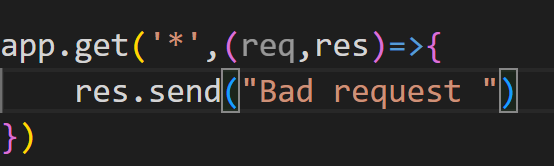 app.get('*',(req,res)=>{
    res.send("Bad request ")
})